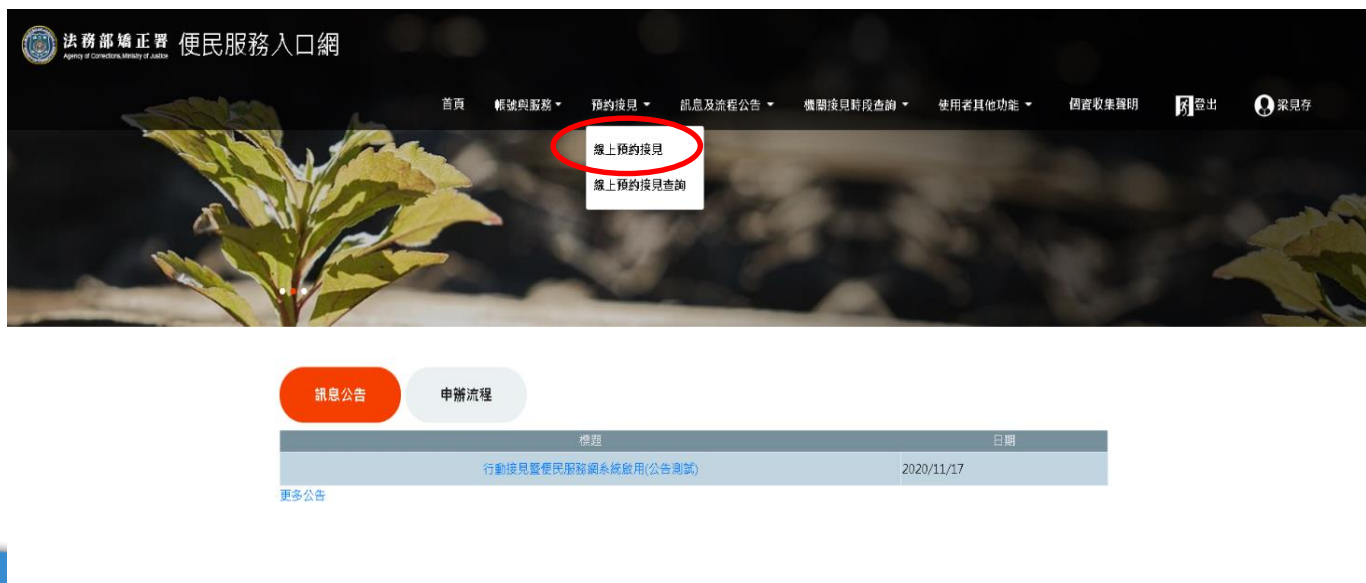 法務部矯正署 便民服務入口網
Agency of Corrections, Ministry of Justice
首頁 帳號與服務 預約接見 訊息及流程公告 機關接見時段查詢 使用者其他功能 個資收集聲明 登出 梁見存
線上預約接見
線上預約接見查詢
訊息公告 申辦流程
標題 日期
行動接見暨便民服務網系統啟用(公告測試) 2020/11/17
更多公告